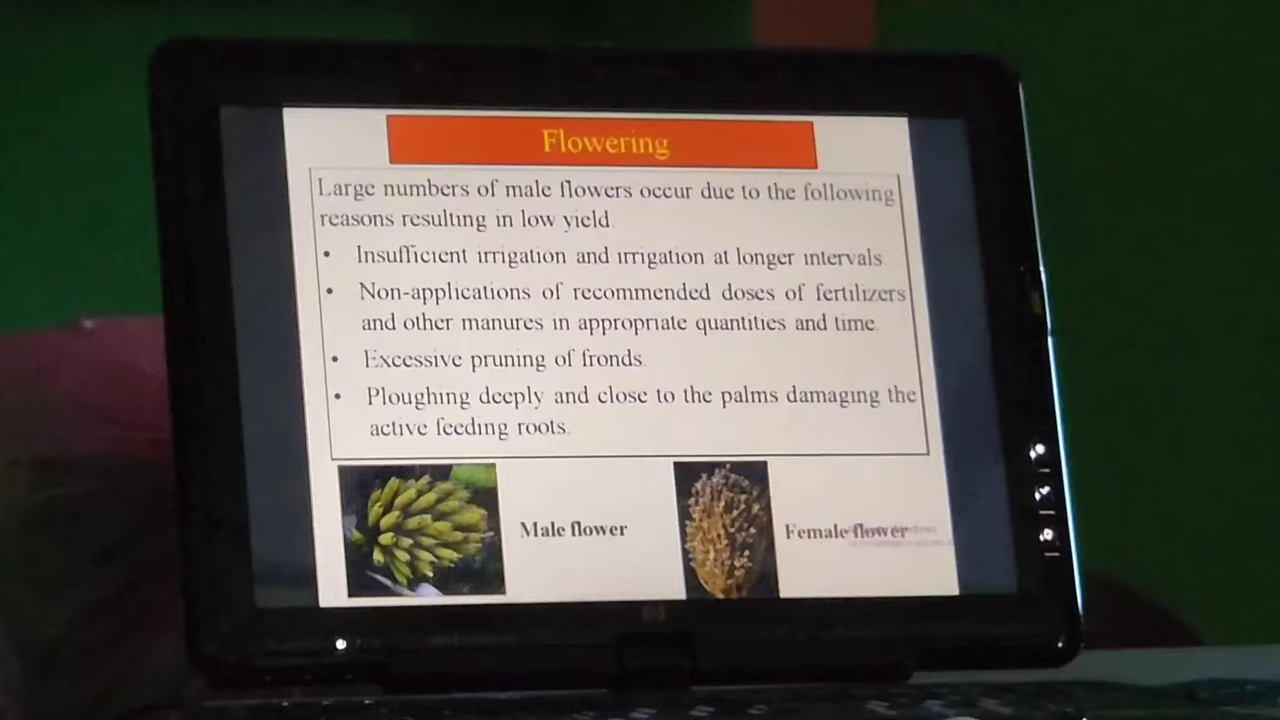 Flowering
Large numbers of male flowers occur due to the following
reasons resulting in low yield.
• Insufficient irrigation and irrigation at longer intervals.
• Non-applications of recommended doses of fertilizers
and other manures in appropriate quantities and time.
• Excessive pruning of fronds.
• Ploughing deeply and close to the palms damaging the
active feeding roots.
Male flower
Female flower